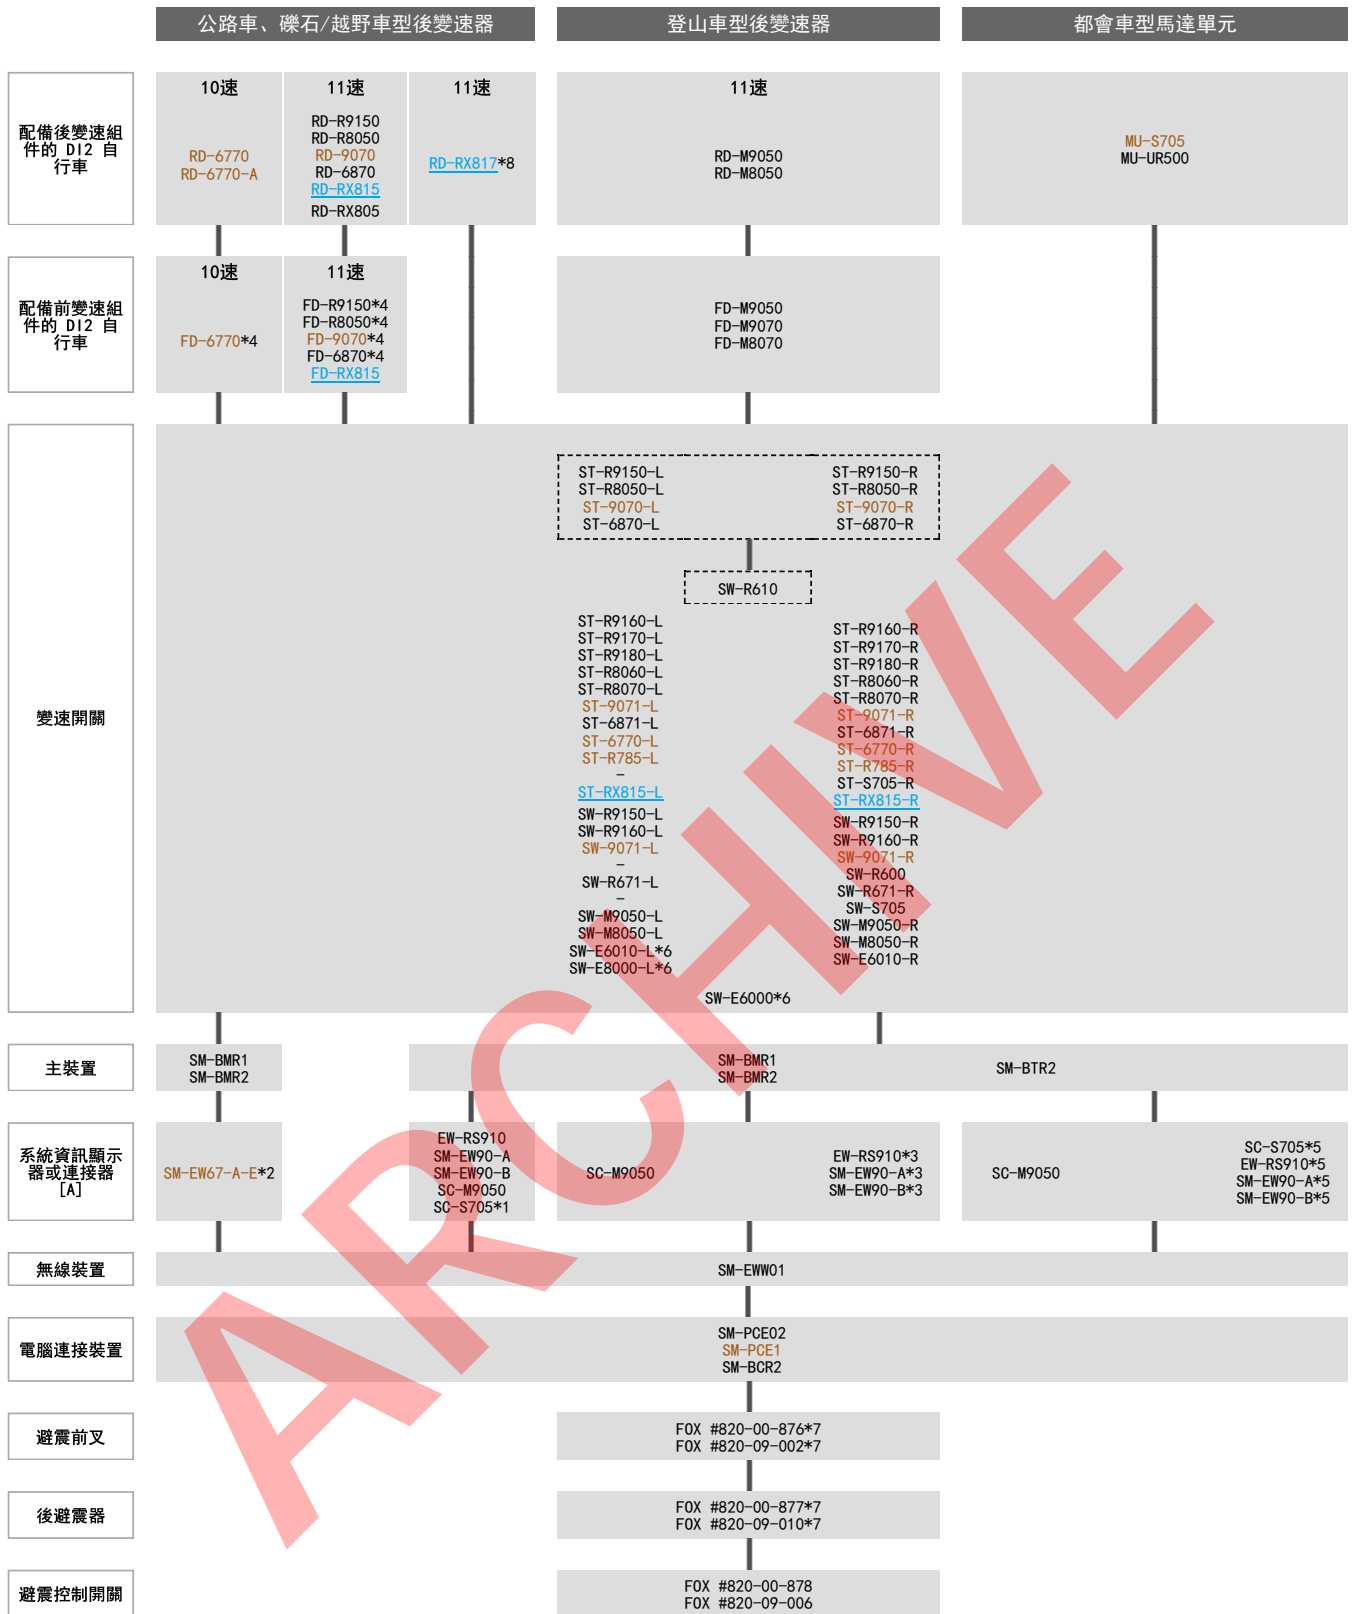 公路車、礫石/越野車型後變速器
登山車型後變速器
都會車型馬達單元
配備後變速組
件的 DI2 自
行車
10速
RD-6770
RD-6770-A
11速
RD-R9150
RD-R8050
RD-9070
RD-6870
RD-RX815
RD-RX805
11速
RD-RX817*8
11速
RD-M9050
RD-M8050
MU-S705
MU-UR500
配備前變速組
件的 DI2 自
行車
10速
FD-6770*4
11速
FD-R9150*4
FD-R8050*4
FD-9070*4
FD-6870*4
FD-RX815
FD-M9050
FD-M9070
FD-M8070
變速開關
ST-R9150-L
ST-R8050-L
ST-9070-L
ST-6870-L
ST-R9150-R
ST-R8050-R
ST-9070-R
ST-6870-R
SW-R610
ST-R9160-L
ST-R9170-L
ST-R9180-L
ST-R8060-L
ST-R8070-L
ST-9071-L
ST-6871-L
ST-6770-L
ST-R785-L
-
ST-RX815-L
SW-R9150-L
SW-R9160-L
SW-9071-L
-
SW-R671-L
-
SW-M9050-L
SW-M8050-L
SW-E6010-L*6
SW-E8000-L*6
ST-R9160-R
ST-R9170-R
ST-R9180-R
ST-R8060-R
ST-R8070-R
ST-9071-R
ST-6871-R
ST-6770-R
ST-R785-R
ST-S705-R
ST-RX815-R
SW-R9150-R
SW-R9160-R
SW-9071-R
SW-R600
SW-R671-R
SW-S705
SW-M9050-R
SW-M8050-R
SW-E6010-R
SW-E6000*6
主裝置
SM-BMR1
SM-BMR2
SM-BMR1
SM-BMR2
SM-BTR2
系統資訊顯示
器或連接器
[A]
SM-EW67-A-E*2
EW-RS910
SM-EW90-A
SM-EW90-B
SC-M9050
SC-S705*1
SC-M9050
EW-RS910*3
SM-EW90-A*3
SM-EW90-B*3
SC-M9050
SC-S705*5
EW-RS910*5
SM-EW90-A*5
SM-EW90-B*5
無線裝置
SM-EWW01
電腦連接裝置
SM-PCE02
SM-PCE1
SM-BCR2
避震前叉
FOX #820-00-876*7
FOX #820-09-002*7
後避震器
FOX #820-00-877*7
FOX #820-09-010*7
避震控制開關
FOX #820-00-878
FOX #820-09-006
ARCHIVE